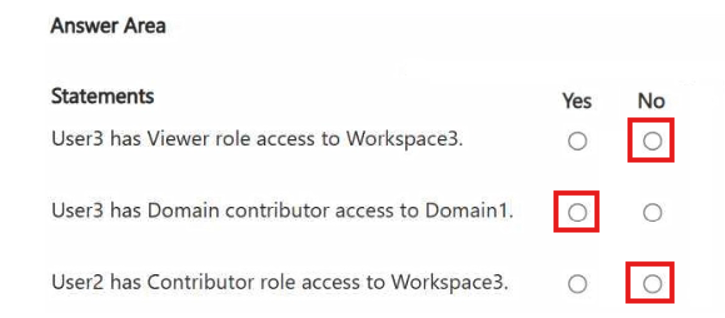 Answer Area
Statements Yes No
User3 has Viewer role access to Workspace3.
User3 has Domain contributor access to Domain1.
User2 has Contributor role access to Workspace3.